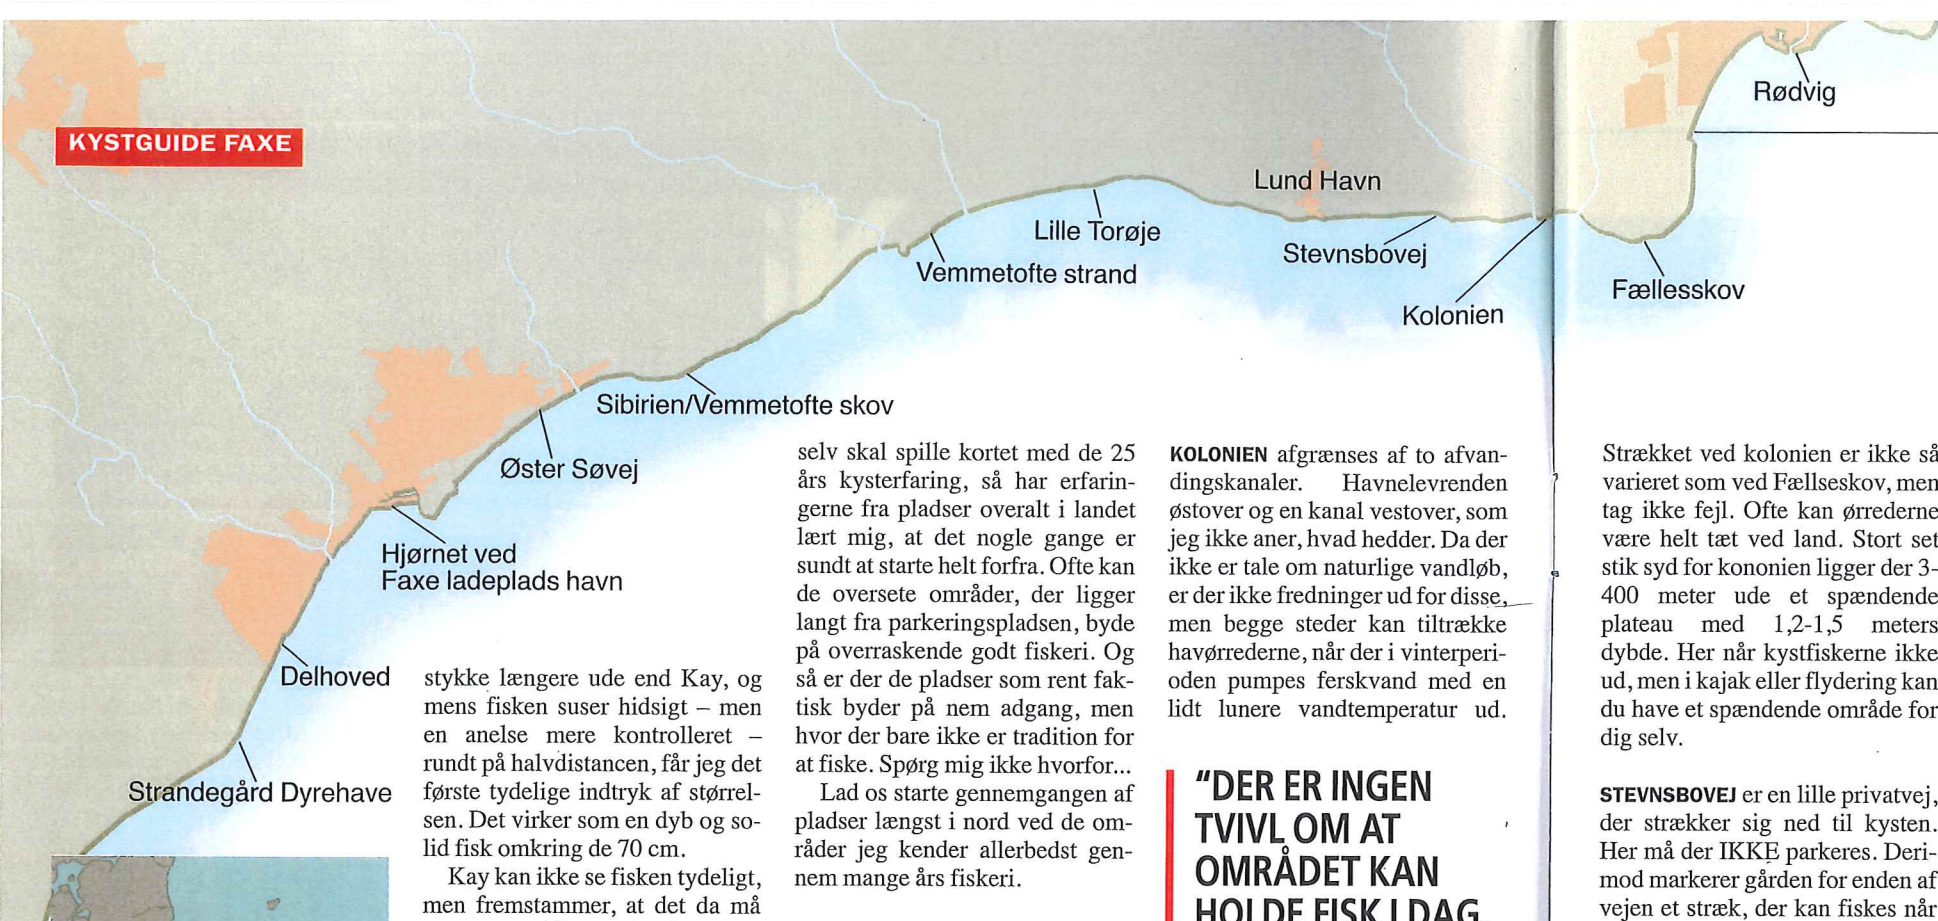 KYSTGUIDE FAXE
Rødvig
Lund Havn
Lille Torøje
Stevnsbovej
Vemmetofte strand
Fællesskov
Kolonien
Sibirien/Vemmetofte skov
Øster Søvej
Hjørnet ved
Faxe ladeplads havn
Delhoved
Strandegård Dyrehave
stykke længere ude end Kay, og
mens fisken suser hidsigt – men
en anelse mere kontrolleret –
rundt på halvdistancen, får jeg det
første tydelige indtryk af størrel-
sen. Det virker som en dyb og so-
lid fisk omkring de 70 cm.
Kay kan ikke se fisken tydeligt,
men fremstammer, at det da må
selv skal spille kortet med de 25
års kysterfaring, så har erfarin-
gerne fra pladser overalt i landet
lært mig, at det nogle gange er
sundt at starte helt forfra. Ofte kan
de oversete områder, der ligger
langt fra parkeringspladsen, byde
på overraskende godt fiskeri. Og
så er der de pladser som rent fak-
tisk byder på nem adgang, men
hvor der bare ikke er tradition for
at fiske. Spørg mig ikke hvorfor...
Lad os starte gennemgangen af
pladser længst i nord ved de om-
råder jeg kender allerbedst gen-
nem mange års fiskeri.
KOLONIEN afgrænses af to afvan-
dingskanaler. Havnelevrenden
østover og en kanal vestover, som
jeg ikke aner, hvad hedder. Da der
ikke er tale om naturlige vandløb,
er der ikke fredninger ud for disse,
men begge steder kan tiltrække
havørrederne, når der i vinterperi-
oden pumpes ferskvand med en
lidt lunere vandtemperatur ud.
"DER ER INGEN
TVIVL OM AT
OMRÅDET KAN
HOLDE FISK I DAG,
Strækket ved kolonien er ikke så
varieret som ved Fællseskov, men
tag ikke fejl. Ofte kan ørrederne
være helt tæt ved land. Stort set
stik syd for kononien ligger der 3-
400 meter ude et spændende
plateau med 1,2-1,5 meters
dybde. Her når kystfiskerne ikke
ud, men i kajak eller flydering kan
du have et spændende område for
dig selv.
STEVNSBOVEJ er en lille privatvej,
der strækker sig ned til kysten.
Her må der IKKE parkeres. Deri-
mod markerer gården for enden af
vejen et stræk, der kan fiskes når